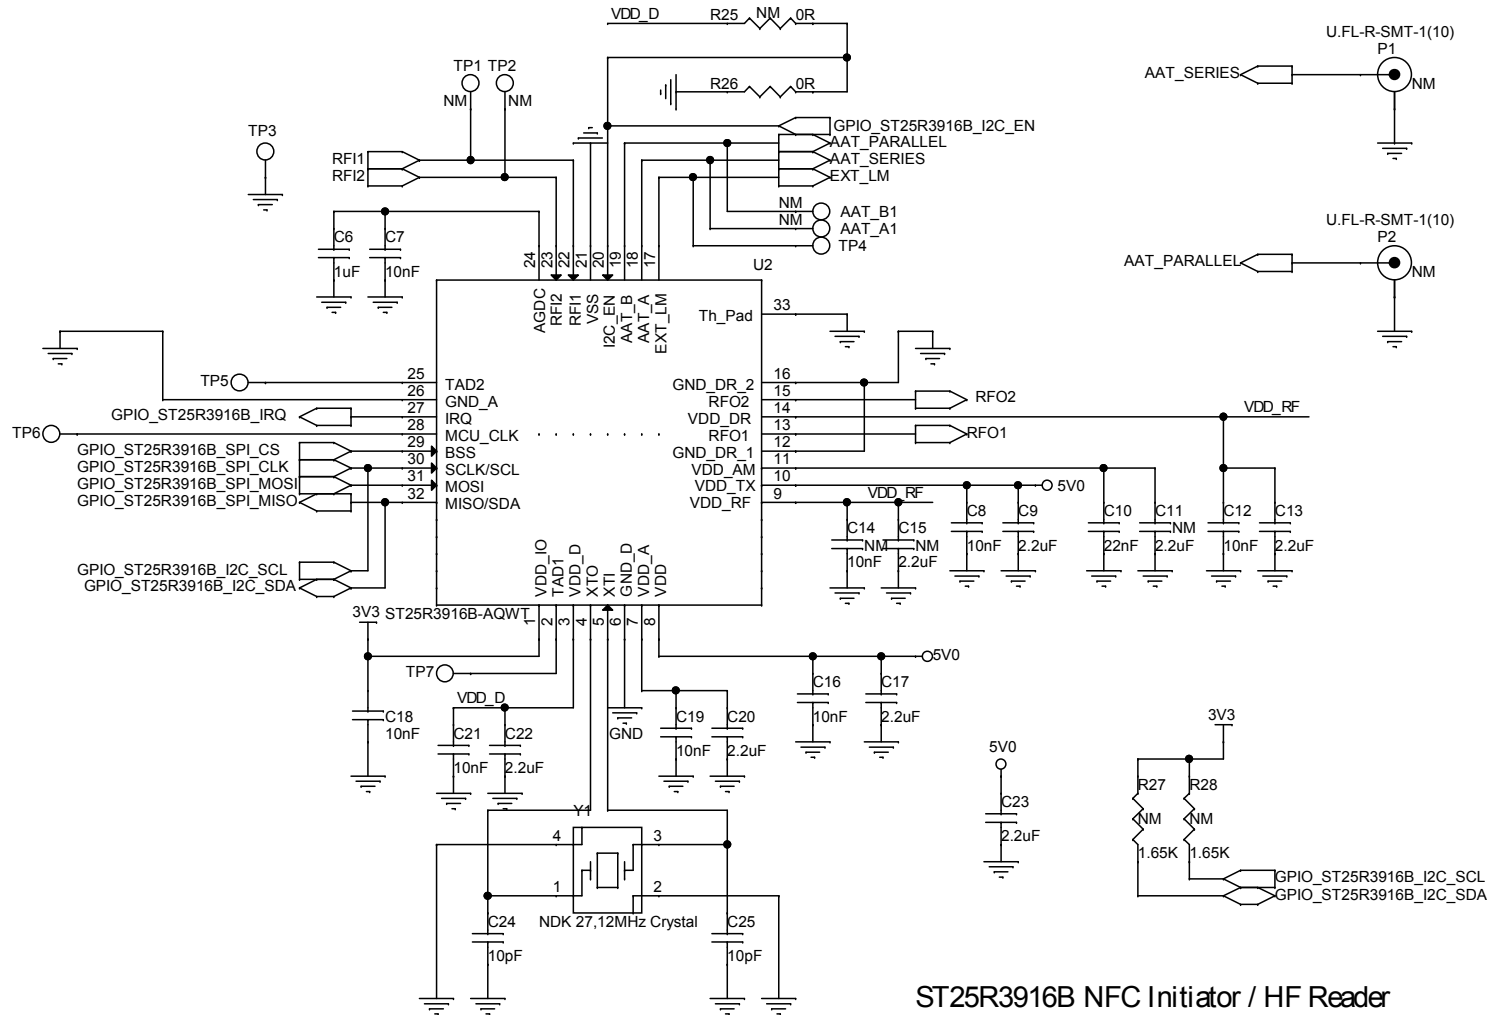 VDD_D R25 NM 0R
R26 0R
U.FL-R-SMT-1(10)
P1
AAT_SERIES
NM
TP1 TP2
NM NM
TP3
RFI1
RFI2
GPIO_ST25R3916B_I2C_EN
AAT_PARALLEL
AAT_SERIES
EXT_LM
NM AAT_B1
NM AAT_A1
TP4
U.FL-R-SMT-1(10)
P2
AAT_PARALLEL
NM
C6 C7
1uF 10nF
24 23 22 21 20 19 18 17
U2
AGDC RFI2 RFI1 VSS I2C_EN AAT_B AAT_A EXT_LM
Th_Pad 33
TP5 25 TAD2
26 GND_A
GPIO_ST25R3916B_IRQ 27 IRQ
TP6 28 MCU_CLK
GPIO_ST25R3916B_SPI_CS 29 BSS
GPIO_ST25R3916B_SPI_CLK 30 SCLK/SCL
GPIO_ST25R3916B_SPI_MOSI 31 MOSI
GPIO_ST25R3916B_SPI_MISO 32 MISO/SDA
GND_DR_2 16
RFO2 15 RFO2
VDD_DR 14 VDD_RF
RFO1 13 RFO1
GND_DR_1 12
VDD_AM 11
VDD_TX 10 5V0
VDD_RF 9 VDD_RF
C14 C15 C8 C9 C10 C11 C12 C13
NM NM NM
10nF 2.2uF 10nF 2.2uF 22nF 2.2uF 10nF 2.2uF
GPIO_ST25R3916B_I2C_SCL
GPIO_ST25R3916B_I2C_SDA
VDD_IO TAD1 VDD_D XTO XTI GND_D VDD_A VDD
3V3 ST25R3916B-AQWT
1 2 3 4 5 6 7 8
TP7
5V0
VDD_D
C18
10nF
C21 C22
10nF 2.2uF
GND
C19 C20
10nF 2.2uF
C16 C17
10nF 2.2uF
5V0
C23
2.2uF
3V3
R27 R28
NM NM
1.65K 1.65K
GPIO_ST25R3916B_I2C_SCL
GPIO_ST25R3916B_I2C_SDA
Y1
4 3
1 2
C24 NDK 27,12MHz Crystal C25
10pF 10pF
ST25R3916B NFC Initiator / HF Reader